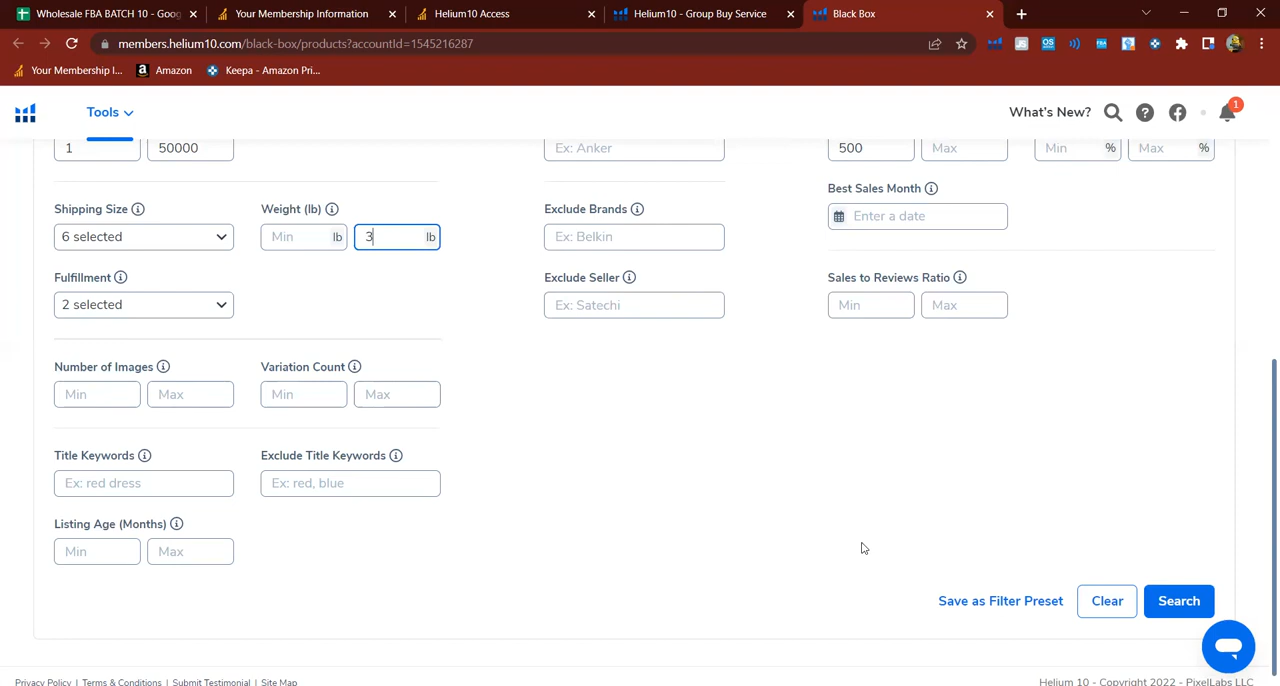 Wholesale FBA BATCH 10 - Goog
Your Membership Information
Helium10 Access
Helium10 - Group Buy Service
Black Box
members.helium10.com/black-box/products?accountId=1545216287
Your Membership I...
Amazon
Keepa - Amazon Pri...
Tools
What's New?
1
1
50000
Ex: Anker
500
Max
Min %
Max %
Best Sales Month
Enter a date
Shipping Size
Weight (lb)
Exclude Brands
6 selected
Min lb
3 lb
Ex: Belkin
Fulfillment
Exclude Seller
Sales to Reviews Ratio
2 selected
Ex: Satechi
Min
Max
Number of Images
Variation Count
Min
Max
Min
Max
Title Keywords
Exclude Title Keywords
Ex: red dress
Ex: red, blue
Listing Age (Months)
Min
Max
Save as Filter Preset
Clear
Search
Privacy Policy | Terms & Conditions | Submit Testimonial | Site Map
Helium 10 - Copyright 2022 - PixelLabs LLC